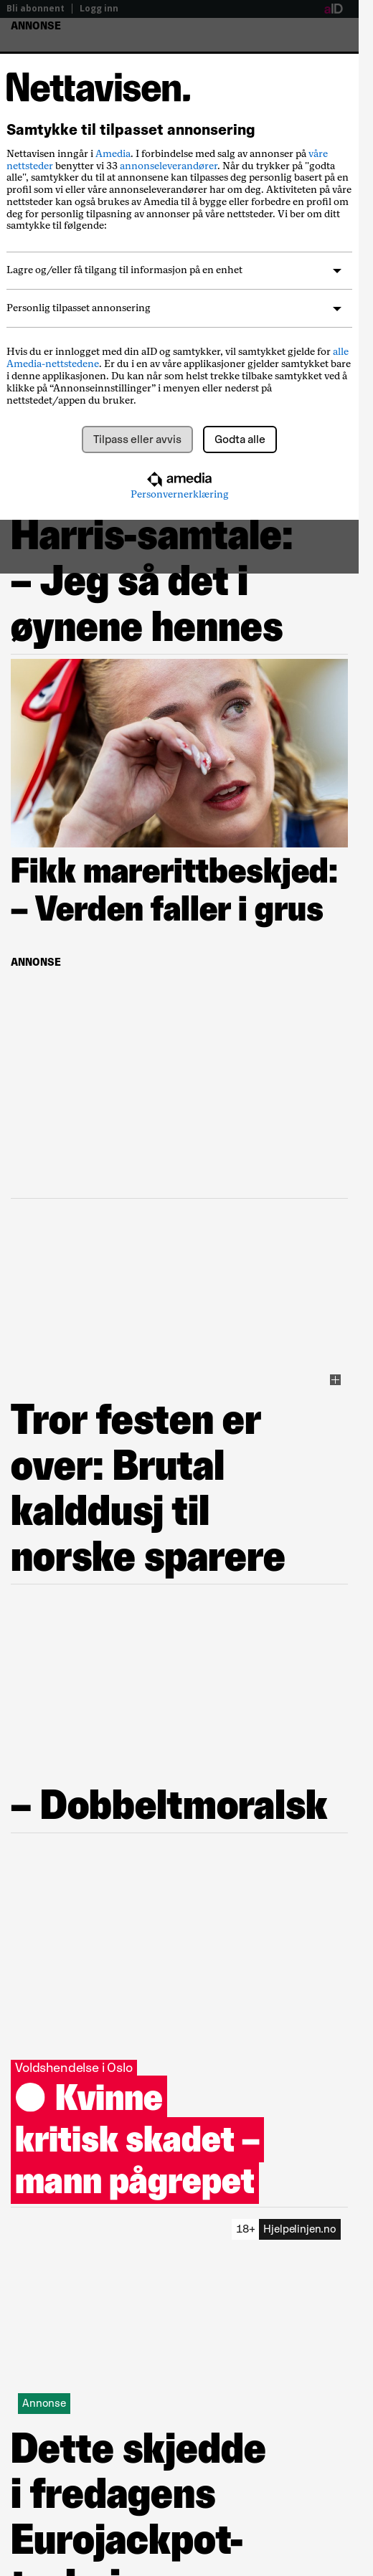 Bli abonnent | Logg inn
aID
ANNONSE
Nettavisen.
Samtykke til tilpasset annonsering
Nettavisen inngår i Amedia. I forbindelse med salg av annonser på våre
nettsteder benytter vi 33 annonseleverandører. Når du trykker på "godta
alle", samtykker du til at annonsene kan tilpasses deg personlig basert på en
profil som vi eller våre annonseleverandører har om deg. Aktiviteten på våre
nettsteder kan også brukes av Amedia til å bygge eller forbedre en profil om
deg for personlig tilpasning av annonser på våre nettsteder. Vi ber om ditt
samtykke til følgende:
Lagre og/eller få tilgang til informasjon på en enhet
Personlig tilpasset annonsering
Hvis du er innlogget med din aID og samtykker, vil samtykket gjelde for alle
Amedia-nettstedene. Er du i en av våre applikasjoner gjelder samtykket bare
i denne applikasjonen. Du kan når som helst trekke tilbake samtykket ved å
klikke på “Annonseinnstillinger” i menyen eller nederst på
nettstedet/appen du bruker.
Tilpass eller avvis
Godta alle
amedia
Personvernerklæring
Harris-samtale:
– Jeg så det i
øynene hennes
Fikk marerittbeskjed:
– Verden faller i grus
ANNONSE
Tror festen er
over: Brutal
kalddusj til
norske sparere
– Dobbeltmoralsk
Voldshendelse i Oslo
Kvinne
kritisk skadet –
mann pågrepet
18+ Hjelpelinjen.no
Annonse
Dette skjedde
i fredagens
Eurojackpot-